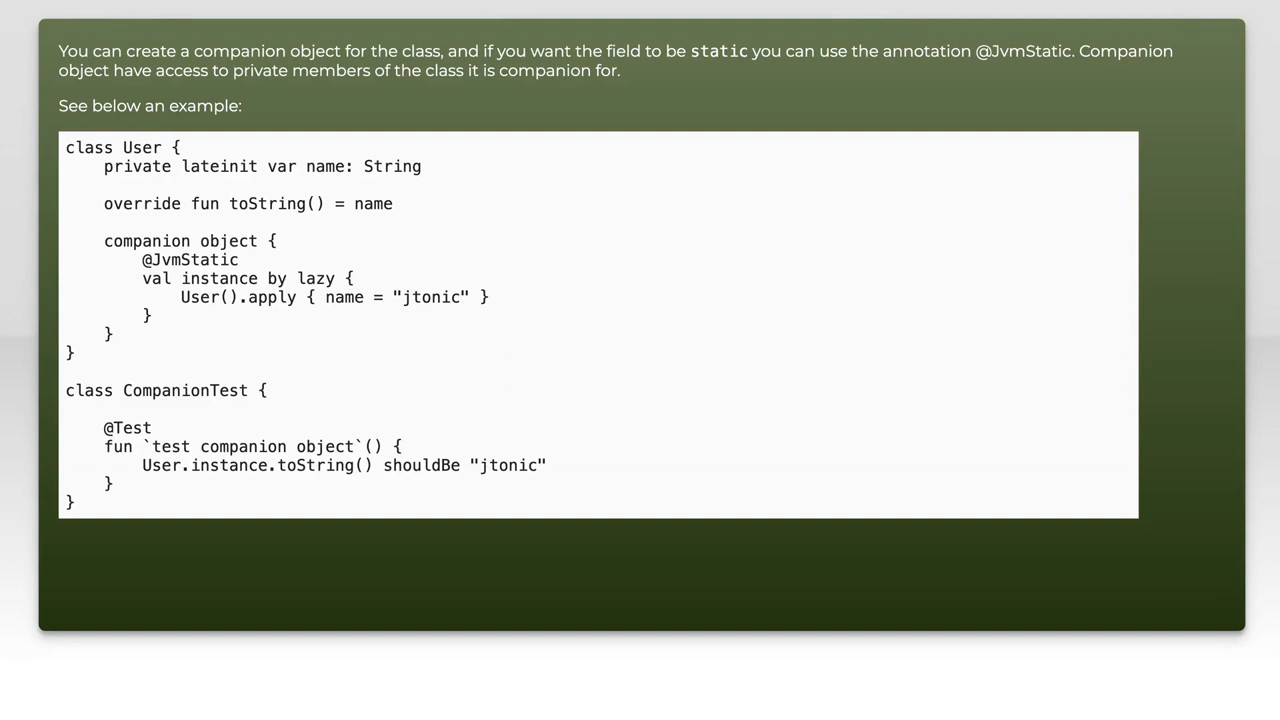 You can create a companion object for the class, and if you want the field to be static you can use the annotation @JvmStatic. Companion
object have access to private members of the class it is companion for.
See below an example:
class User {
    private lateinit var name: String
    override fun toString() = name
    companion object {
        @JvmStatic
        val instance by lazy {
            User().apply { name = "jtonic" }
        }
    }
}
class CompanionTest {
    @Test
    fun `test companion object`() {
        User.instance.toString() shouldBe "jtonic"
    }
}